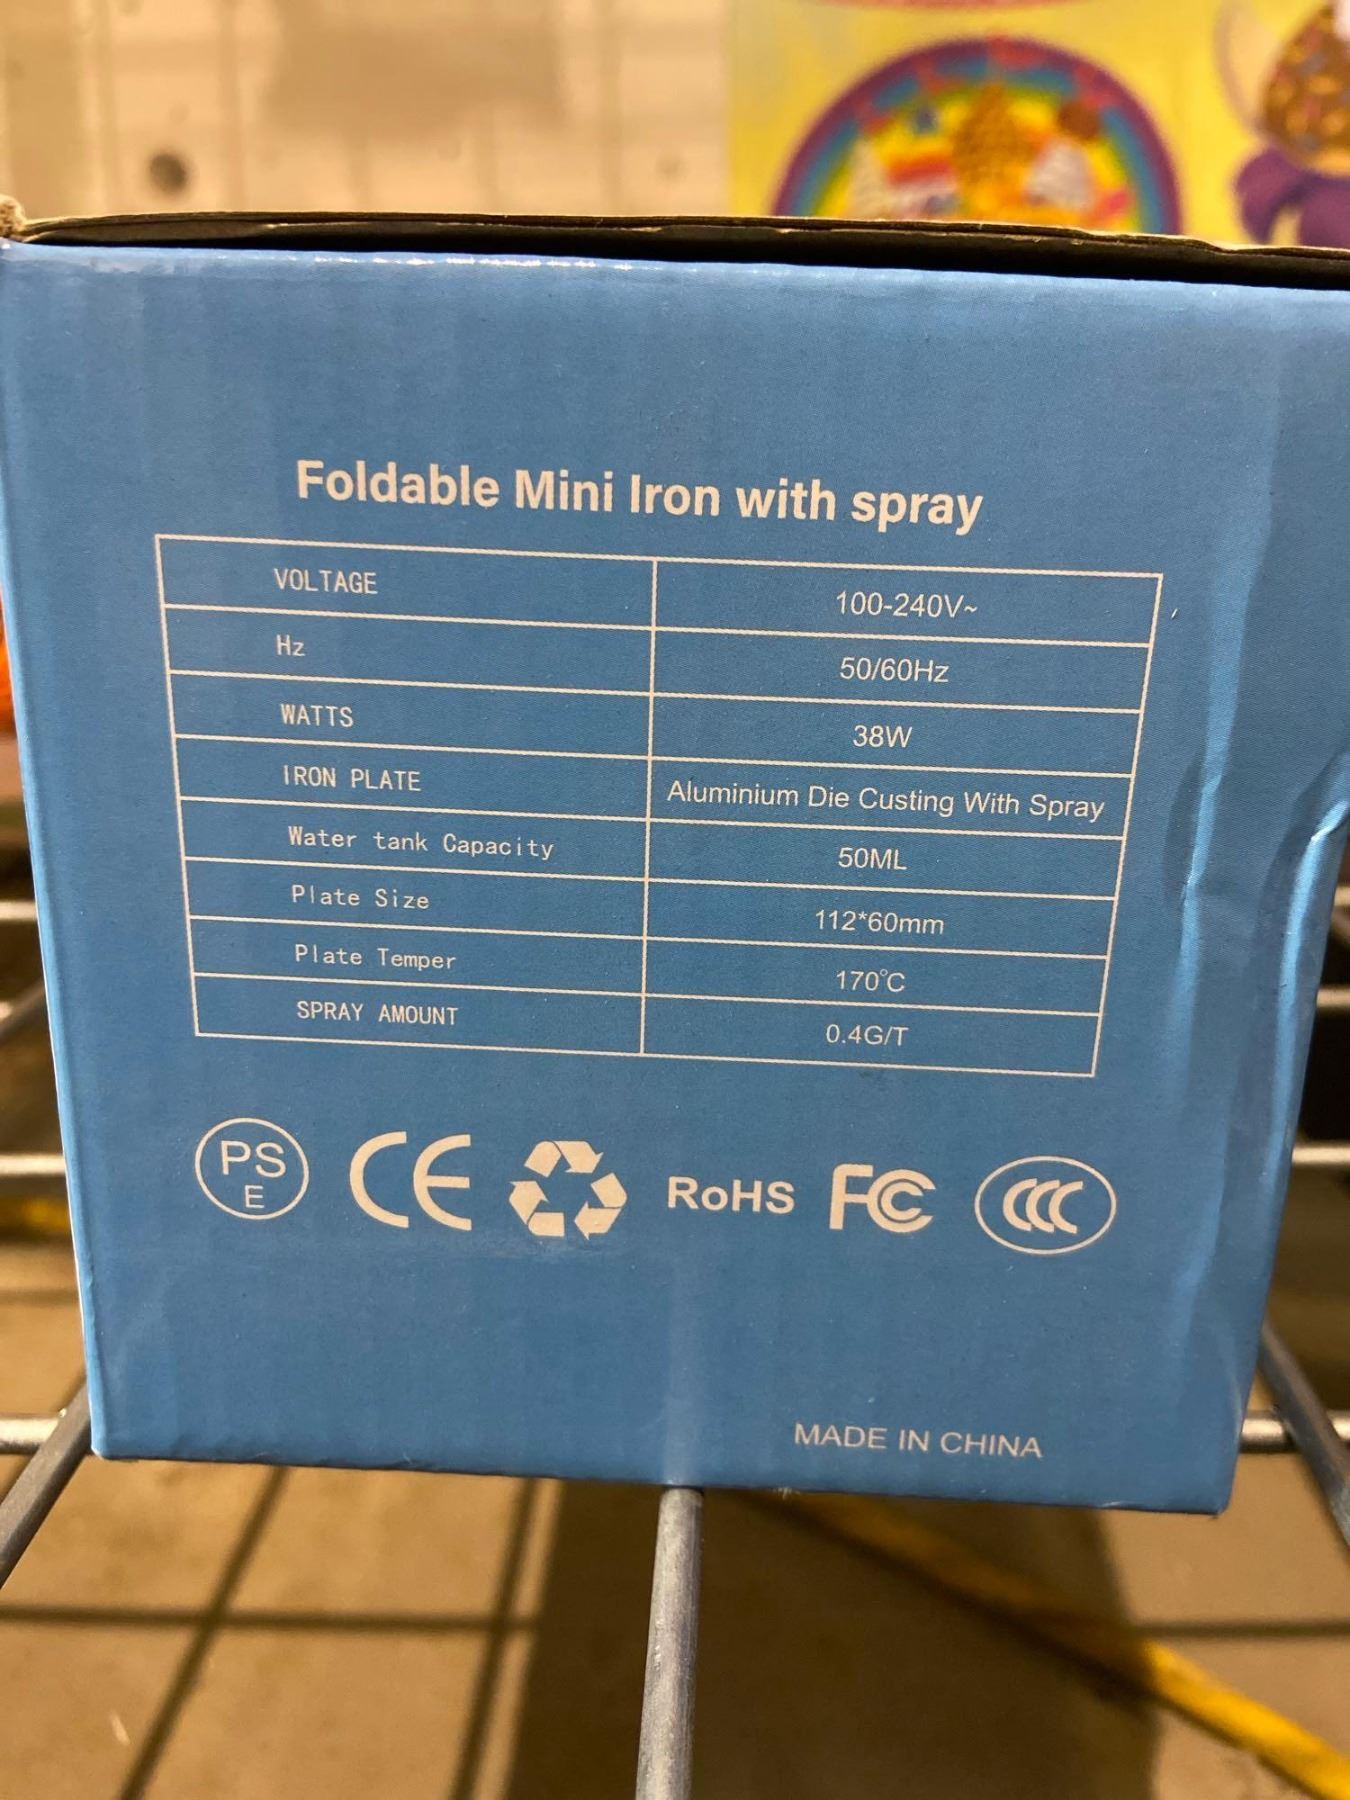 Foldable Mini Iron with spray
VOLTAGE 100-240V~
Hz 50/60Hz
WATTS 38W
IRON PLATE Aluminium Die Custing With Spray
Water tank Capacity 50ML
Plate Size 112*60mm
Plate Temper 170℃
SPRAY AMOUNT 0.4G/T
PS E CE RoHS FC CCC
MADE IN CHINA